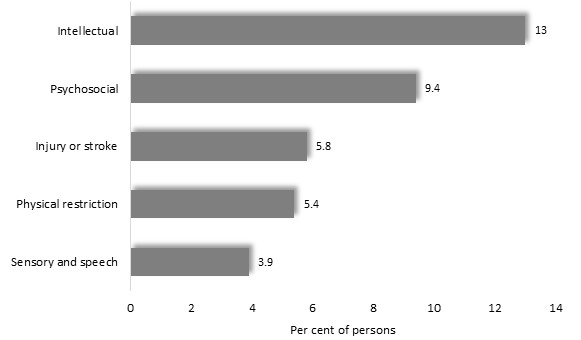 Intellectual 13
Psychosocial 9.4
Injury or stroke 5.8
Physical restriction 5.4
Sensory and speech 3.9
0 2 4 6 8 10 12 14
Per cent of persons